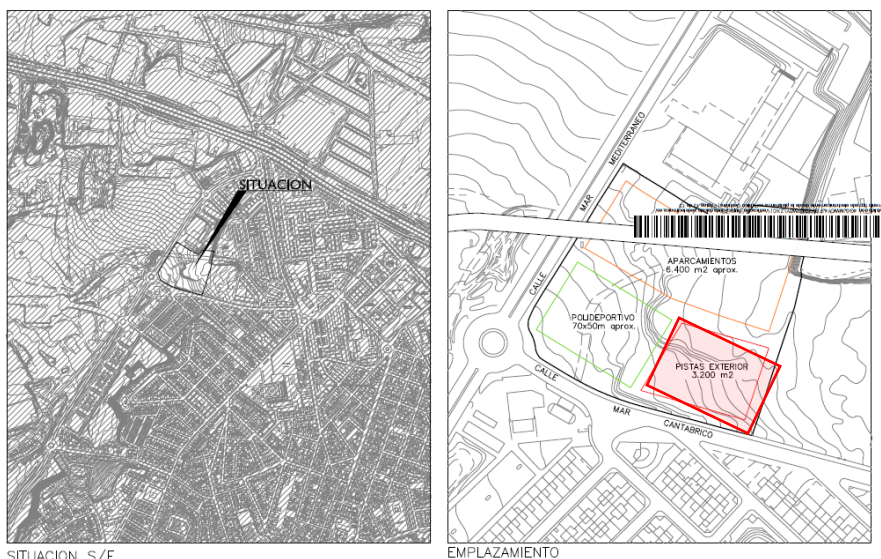 SITUACION
SITUACION S/E
CALLE MAR MEDITERRANEO
APARCAMIENTOS
6.400 m2 aprox.
POLIDEPORTIVO
70x50m aprox.
PISTAS EXTERIOR
3.200 m2
CALLE MAR CANTABRICO
EMPLAZAMIENTO